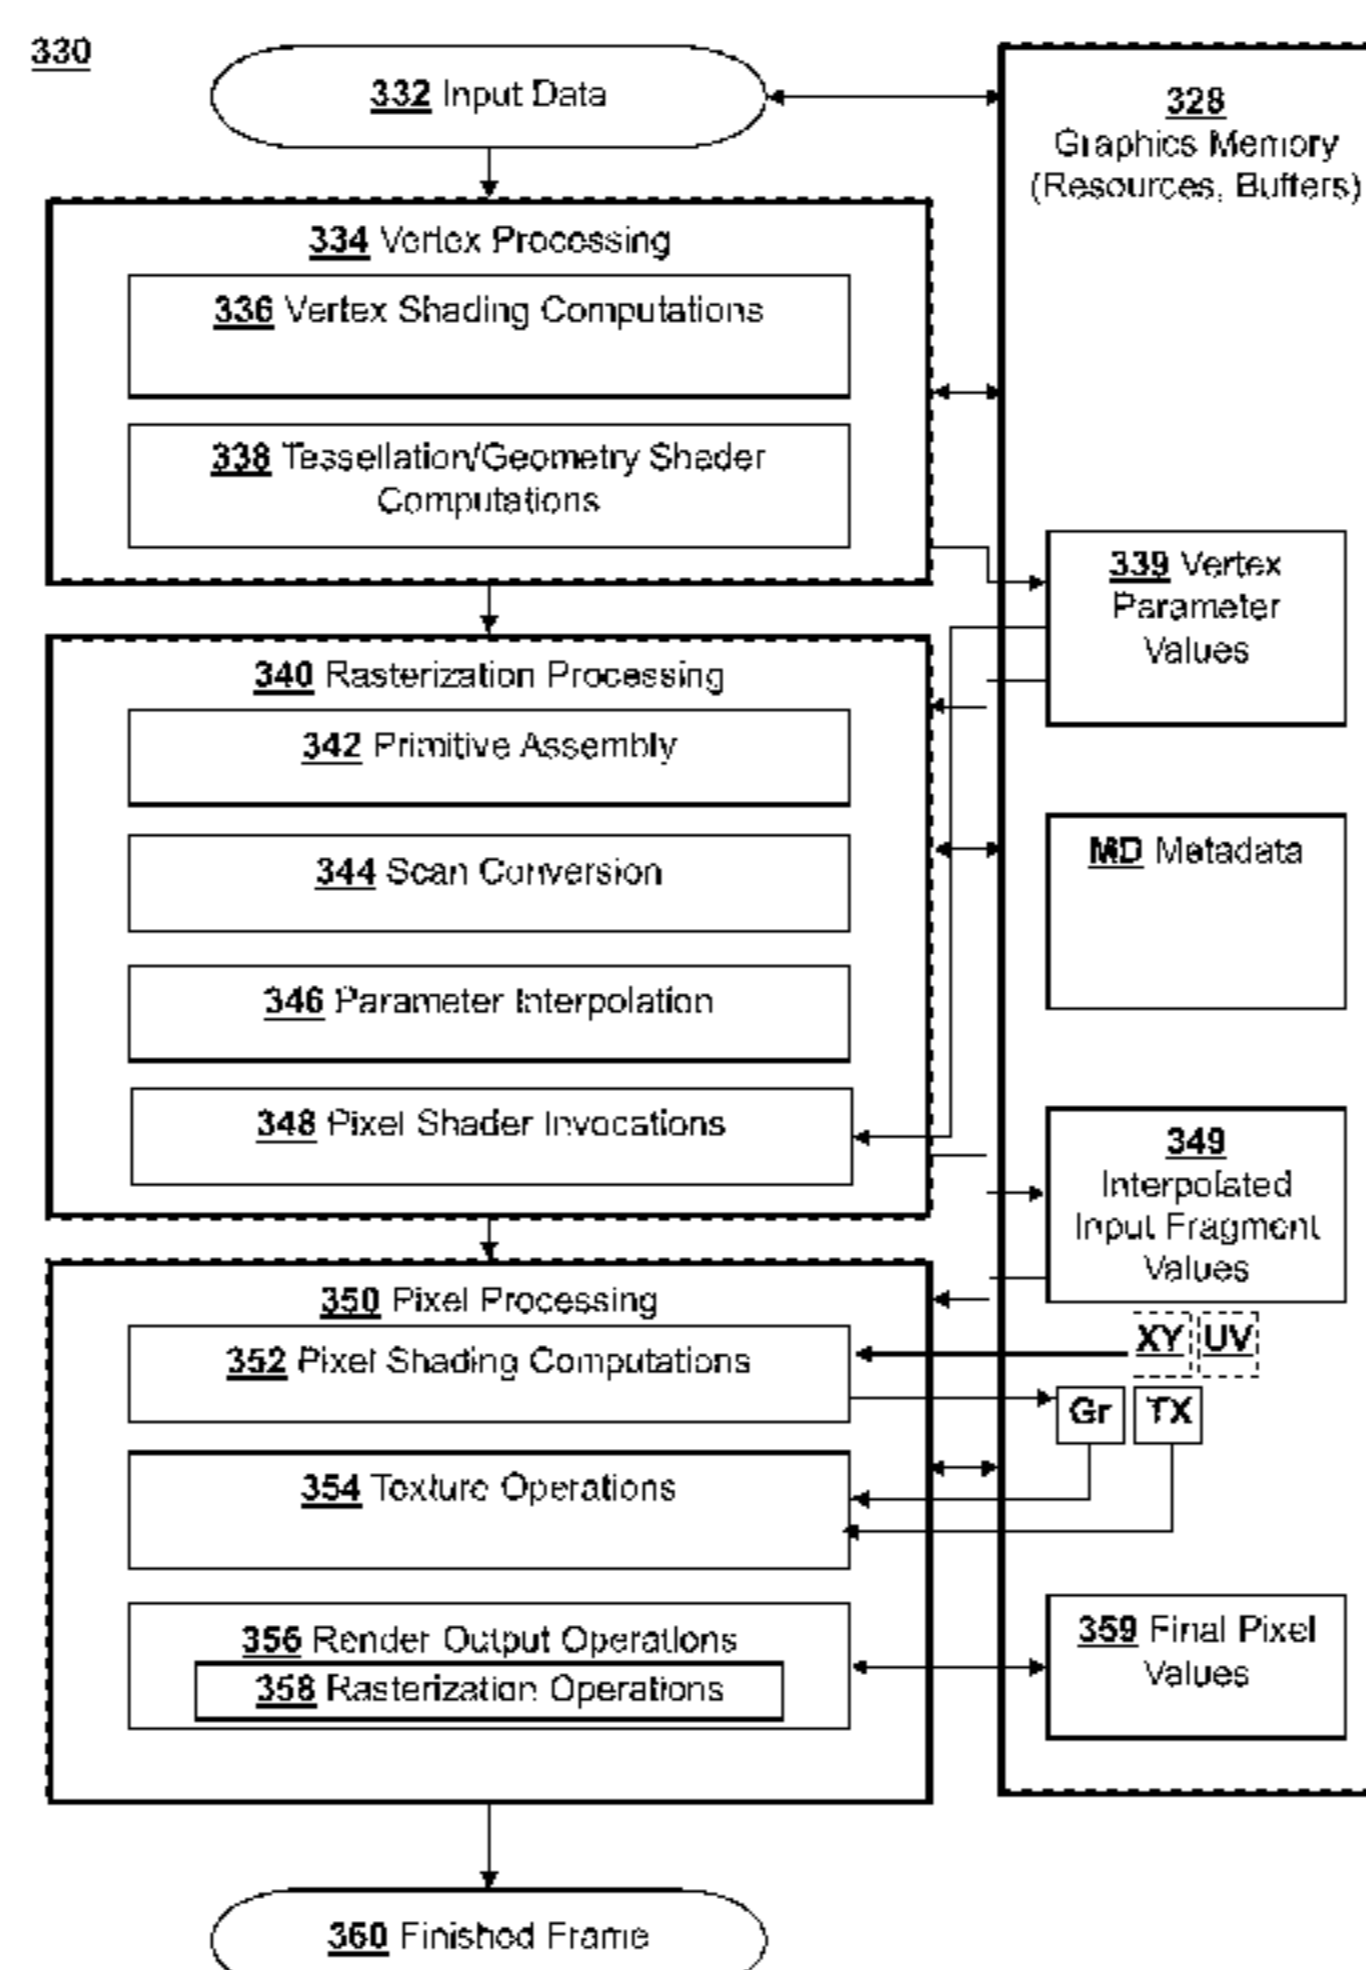 330
332 Input Data
334 Vertex Processing
336 Vertex Shading Computations
338 Tessellation/Geometry Shader
Computations
340 Rasterization Processing
342 Primitive Assembly
344 Scan Conversion
346 Parameter Interpolation
348 Pixel Shader Invocations
350 Pixel Processing
352 Pixel Shading Computations
354 Texture Operations
356 Render Output Operations
358 Rasterization Operations
360 Finished Frame
328
Graphics Memory
(Resources, Buffers)
339 Vertex
Parameter
Values
MD Metadata
349
Interpolated
Input Fragment
Values
XY UV
Gr TX
359 Final Pixel
Values